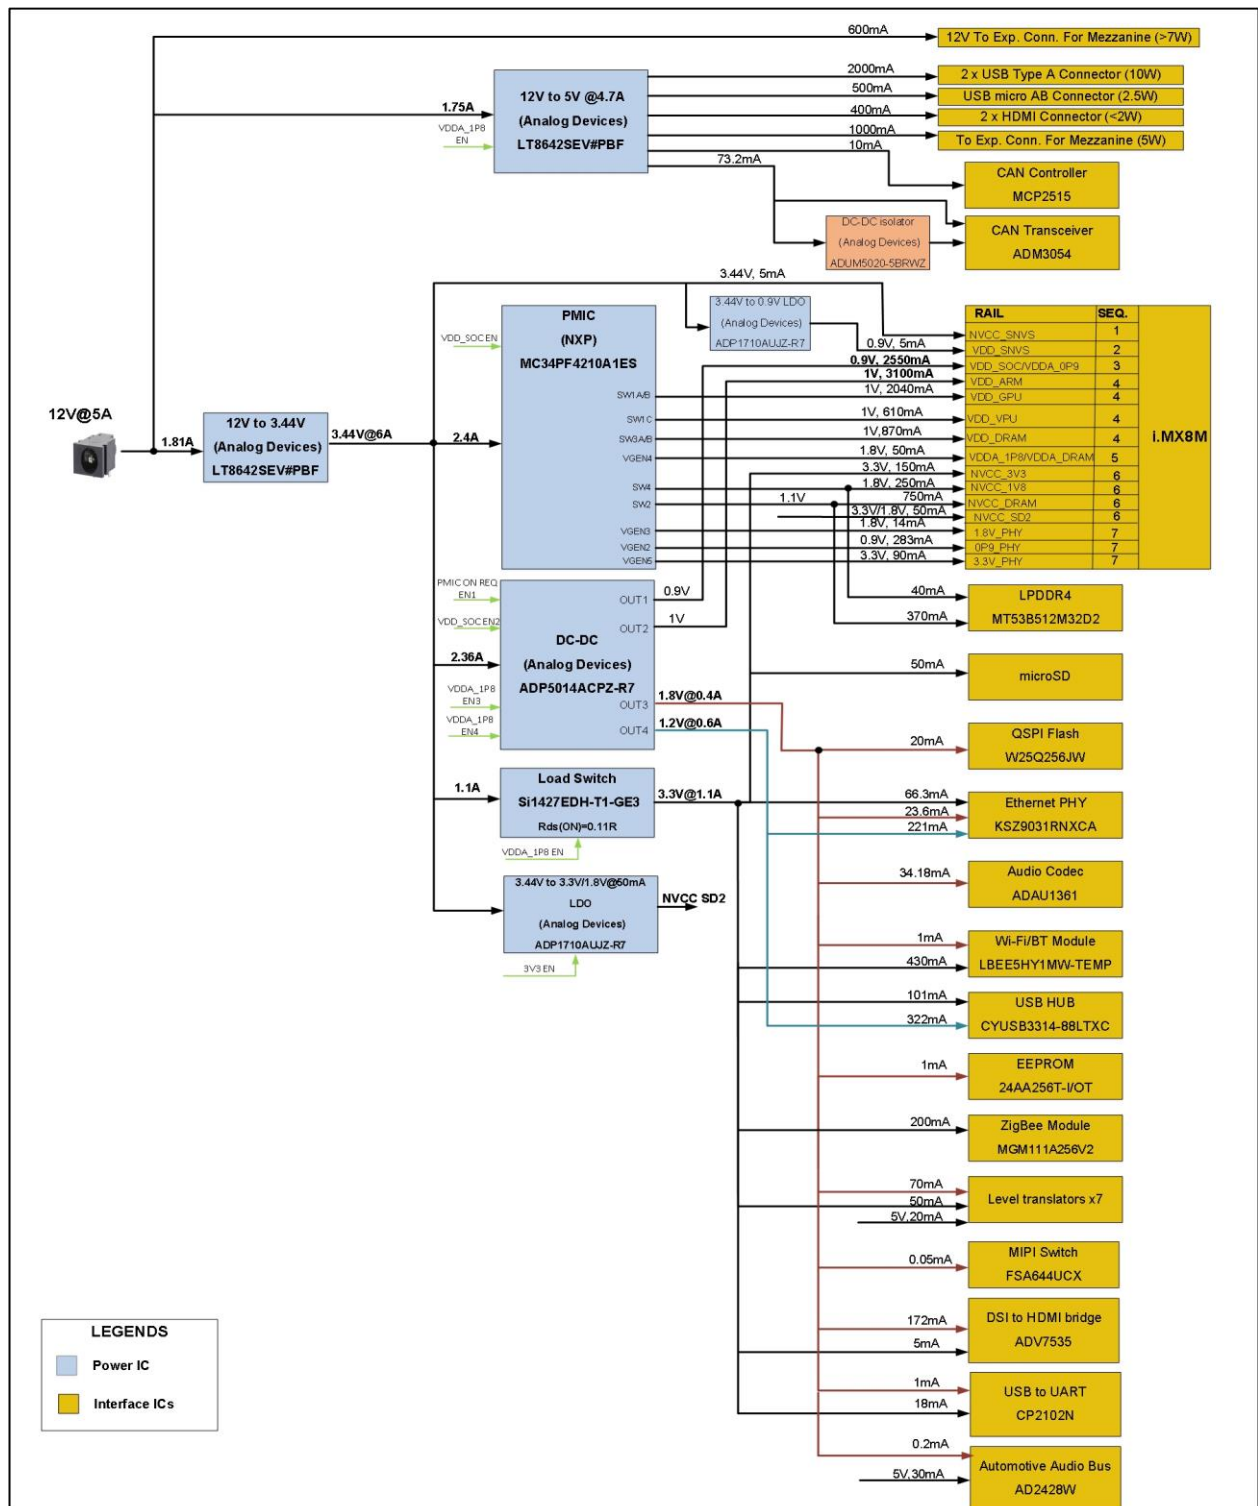 600mA
12V To Exp. Conn. For Mezzanine (>7W)
2000mA
2 x USB Type A Connector (10W)
500mA
USB micro AB Connector (2.5W)
400mA
2 x HDMI Connector (<2W)
1000mA
To Exp. Conn. For Mezzanine (5W)
10mA
73.2mA
1.75A
VDDA_1P8
EN
12V to 5V @4.7A
(Analog Devices)
LT8642SEV#PBF
CAN Controller
MCP2515
DC-DC isolator
(Analog Devices)
ADUM5020-5BRWZ
CAN Transceiver
ADM3054
3.44V, 5mA
3.44V to 0.9V LDO
(Analog Devices)
ADP1710AUJZ-R7
0.9V, 5mA
VDD_SOC EN
PMIC
(NXP)
MC34PF4210A1ES
SW1A/B
SW1C
SW3A/B
VGEN4
SW4
SW2
VGEN3
VGEN2
VGEN5
0.9V, 2550mA
1V, 3100mA
1V, 2040mA
1V, 610mA
1V,870mA
1.8V, 50mA
3.3V, 150mA
1.8V, 250mA
1.1V
750mA
3.3V/1.8V, 50mA
1.8V, 14mA
0.9V, 283mA
3.3V, 90mA
RAIL SEQ.
NVCC_SNVS 1
VDD_SNVS 2
VDD_SOC/VDDA_0P9 3
VDD_ARM 4
VDD_GPU 4
VDD_VPU 4
VDD_DRAM 4
VDDA_1P8/VDDA_DRAM 5
NVCC_3V3 6
NVCC_1V8 6
NVCC_DRAM 6
NVCC_SD2 6
1.8V_PHY 7
0P9_PHY 7
3.3V_PHY 7
i.MX8M
12V@5A
1.81A
12V to 3.44V
(Analog Devices)
LT8642SEV#PBF
3.44V@6A
2.4A
PMIC ON REQ
EN1
VDD_SOC EN2
2.36A
VDDA_1P8
EN3
VDDA_1P8
EN4
DC-DC
(Analog Devices)
ADP5014ACPZ-R7
OUT1
OUT2
OUT3
OUT4
0.9V
1V
1.8V@0.4A
1.2V@0.6A
40mA
370mA
LPDDR4
MT53B512M32D2
50mA
microSD
20mA
QSPI Flash
W25Q256JW
1.1A
Load Switch
Si1427EDH-T1-GE3
Rds(ON)=0.11R
VDDA_1P8 EN
3.3V@1.1A
66.3mA
23.6mA
221mA
Ethernet PHY
KSZ9031RNXCA
3.44V to 3.3V/1.8V@50mA
LDO
(Analog Devices)
ADP1710AUJZ-R7
3V3 EN
NVCC SD2
34.18mA
Audio Codec
ADAU1361
1mA
430mA
Wi-Fi/BT Module
LBEE5HY1MW-TEMP
101mA
322mA
USB HUB
CYUSB3314-88LTXC
1mA
EEPROM
24AA256T-I/OT
200mA
ZigBee Module
MGM111A256V2
70mA
50mA
5V,20mA
Level translators x7
0.05mA
MIPI Switch
FSA644UCX
172mA
5mA
DSI to HDMI bridge
ADV7535
1mA
18mA
USB to UART
CP2102N
0.2mA
5V,30mA
Automotive Audio Bus
AD2428W
LEGENDS
Power IC
Interface ICs